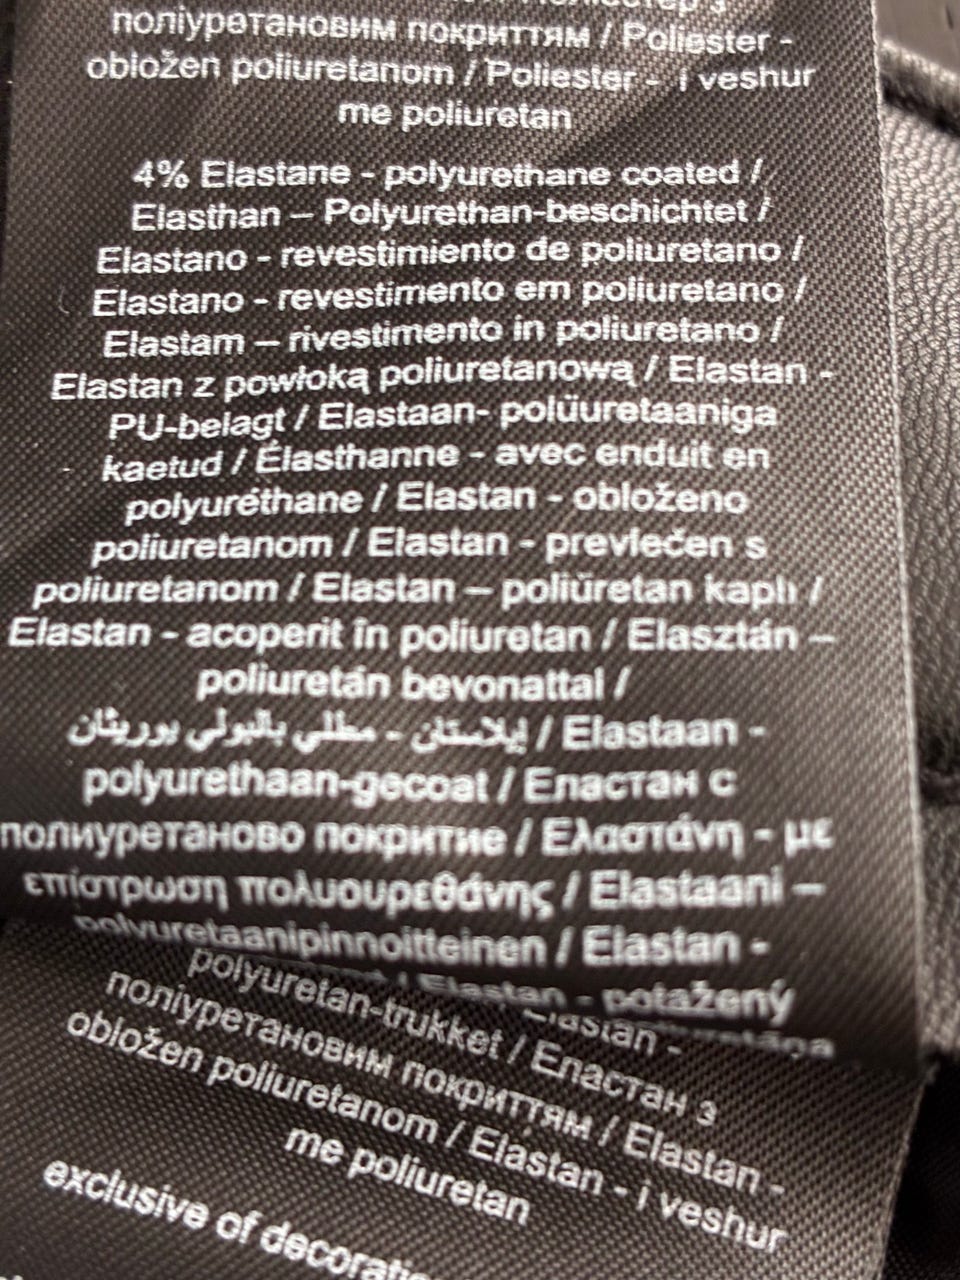 поліуретановим покриттям / Poliester -
obložen poliuretanom / Poliester - i veshur
me poliuretan
4% Elastane - polyurethane coated /
Elasthan – Polyurethan-beschichtet /
Elastano - revestimiento de poliuretano /
Elastano - revestimento em poliuretano /
Elastam – rivestimento in poliuretano /
Elastan z powłoką poliuretanową / Elastan -
PU-belagt / Elastaan- polüuretaaniga
kaetud / Élasthanne - avec enduit en
polyuréthane / Elastan - obloženo
poliuretanom / Elastan - prevlečen s
poliuretanom / Elastan – poliüretan kaplı /
Elastan - acoperit în poliuretan / Elasztán –
poliuretán bevonattal /
إيلاستان - مطلي بالبولي يوريثان / Elastaan -
polyurethaan-gecoat / Еластан с
полиуретаново покритие / Ελαστάνη - με
επίστρωση πολυουρεθάνης / Elastaani –
polyuretaanipinnoitteinen / Elastan -
/ Elastan - potažený
Elastan -
polyuretan-trukket / Еластан з
поліуретановим покриттям / Elastan -
obložen poliuretanom / Elastan - i veshur
me poliuretan
exclusive of